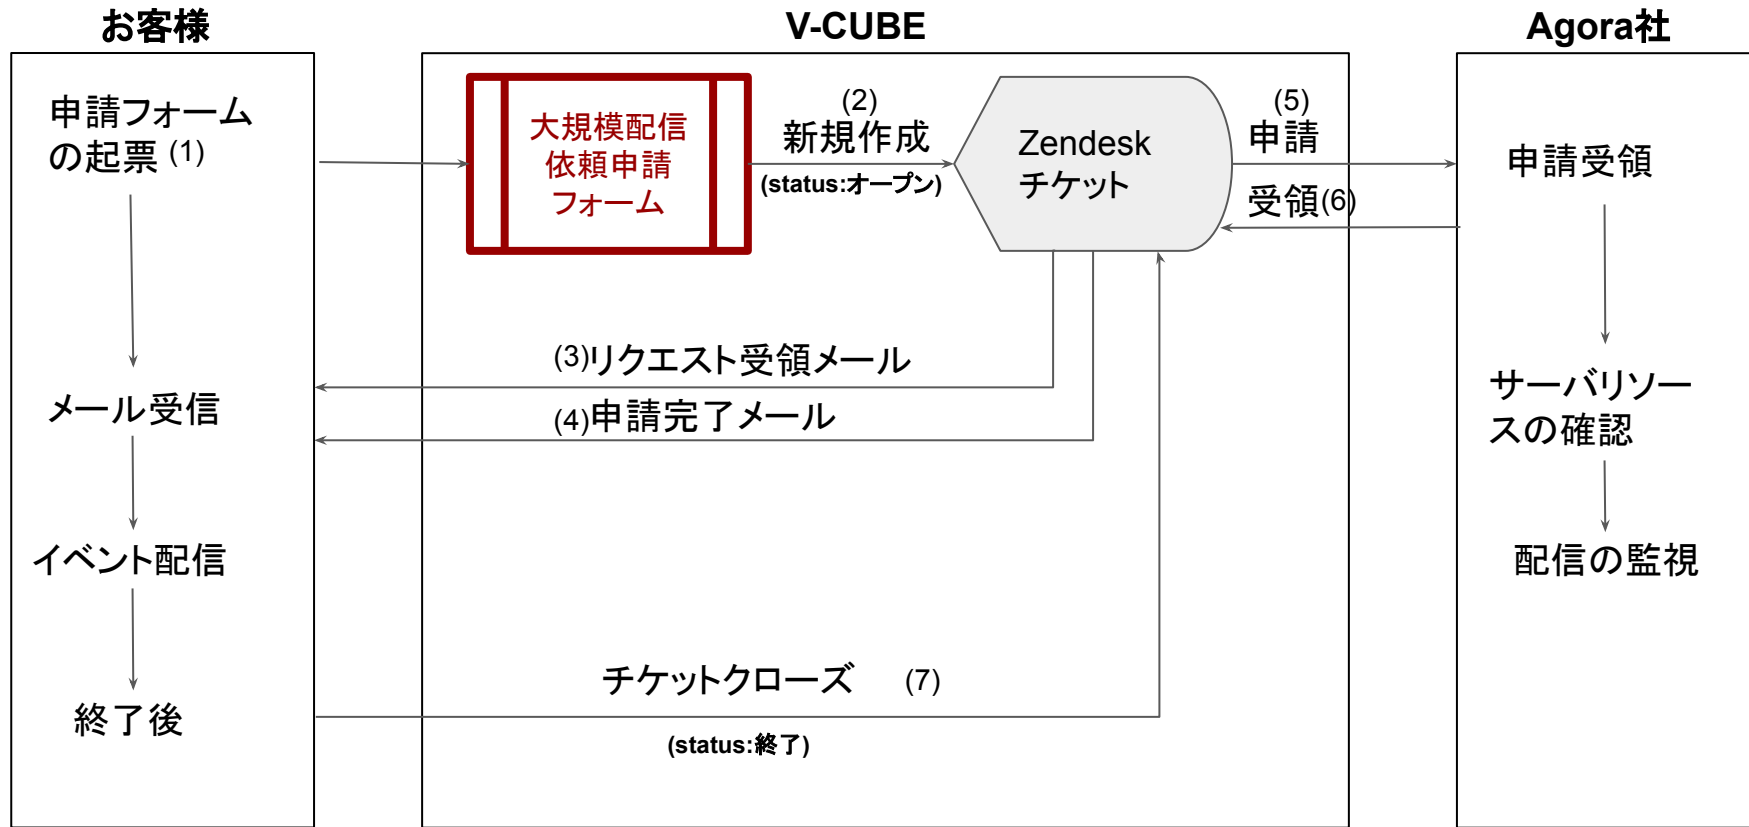 お客様
V-CUBE
Agora社
申請フォーム
の起票 (1)
大規模配信
依頼申請
フォーム
(2)
新規作成
(status:オープン)
Zendesk
チケット
(5)
申請
受領(6)
申請受領
(3)リクエスト受領メール
(4)申請完了メール
メール受信
サーバリソー
スの確認
イベント配信
配信の監視
チケットクローズ (7)
(status:終了)
終了後